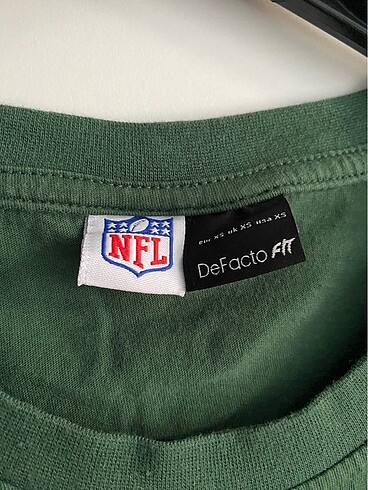 NFL
eur XS uk XS usa XS
DeFacto FIT